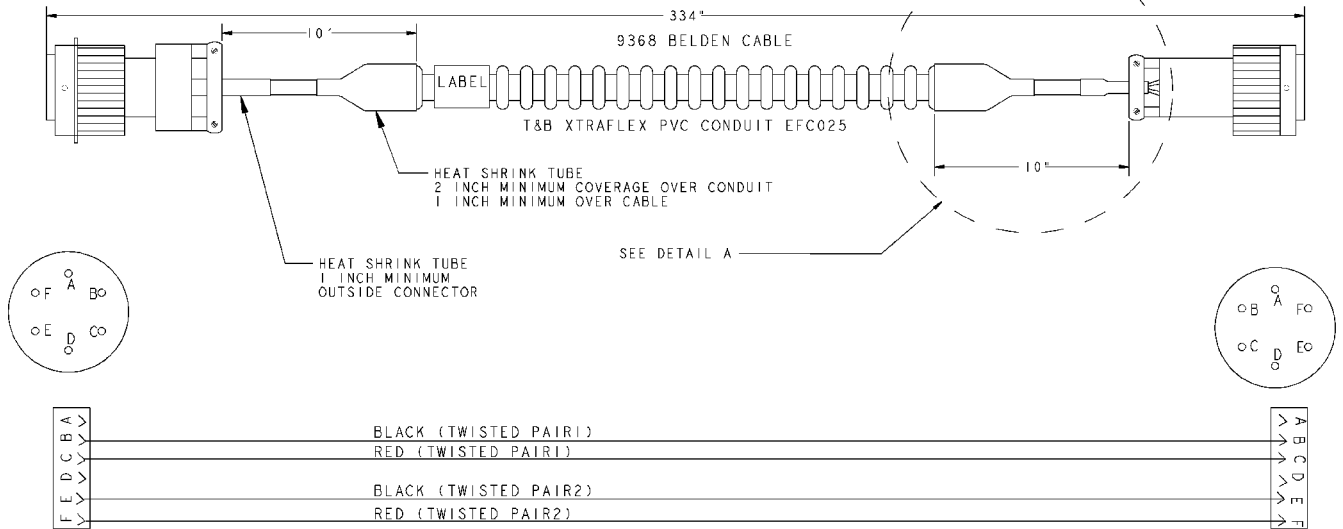 334"
10"
9368 BELDEN CABLE
LABEL
T&B XTRAFLEX PVC CONDUIT EFC025
10"
HEAT SHRINK TUBE
2 INCH MINIMUM COVERAGE OVER CONDUIT
1 INCH MINIMUM OVER CABLE
SEE DETAIL A
HEAT SHRINK TUBE
1 INCH MINIMUM
OUTSIDE CONNECTOR
A
F B
E C
D
A
B F
C E
D
A
B
C
D
E
F
BLACK (TWISTED PAIR1)
RED (TWISTED PAIR1)
BLACK (TWISTED PAIR2)
RED (TWISTED PAIR2)
A
B
C
D
E
F